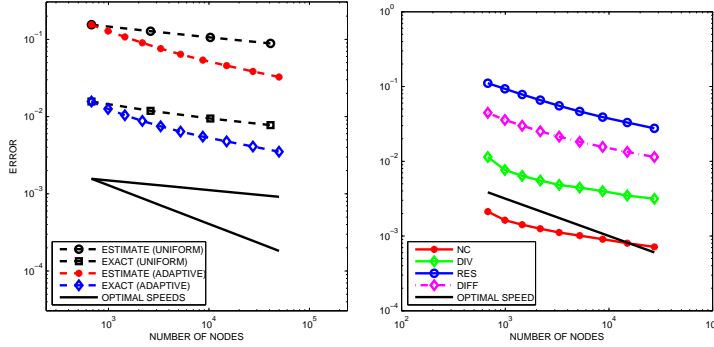 10^-1
10^-2
10^-3
10^-4
ERROR
ESTIMATE (UNIFORM)
EXACT (UNIFORM)
ESTIMATE (ADAPTIVE)
EXACT (ADAPTIVE)
OPTIMAL SPEEDS
10^3
10^4
10^5
NUMBER OF NODES
10^0
10^-1
10^-2
10^-3
10^-4
NC
DIV
RES
DIFF
OPTIMAL SPEED
10^2
10^3
10^4
10^5
NUMBER OF NODES